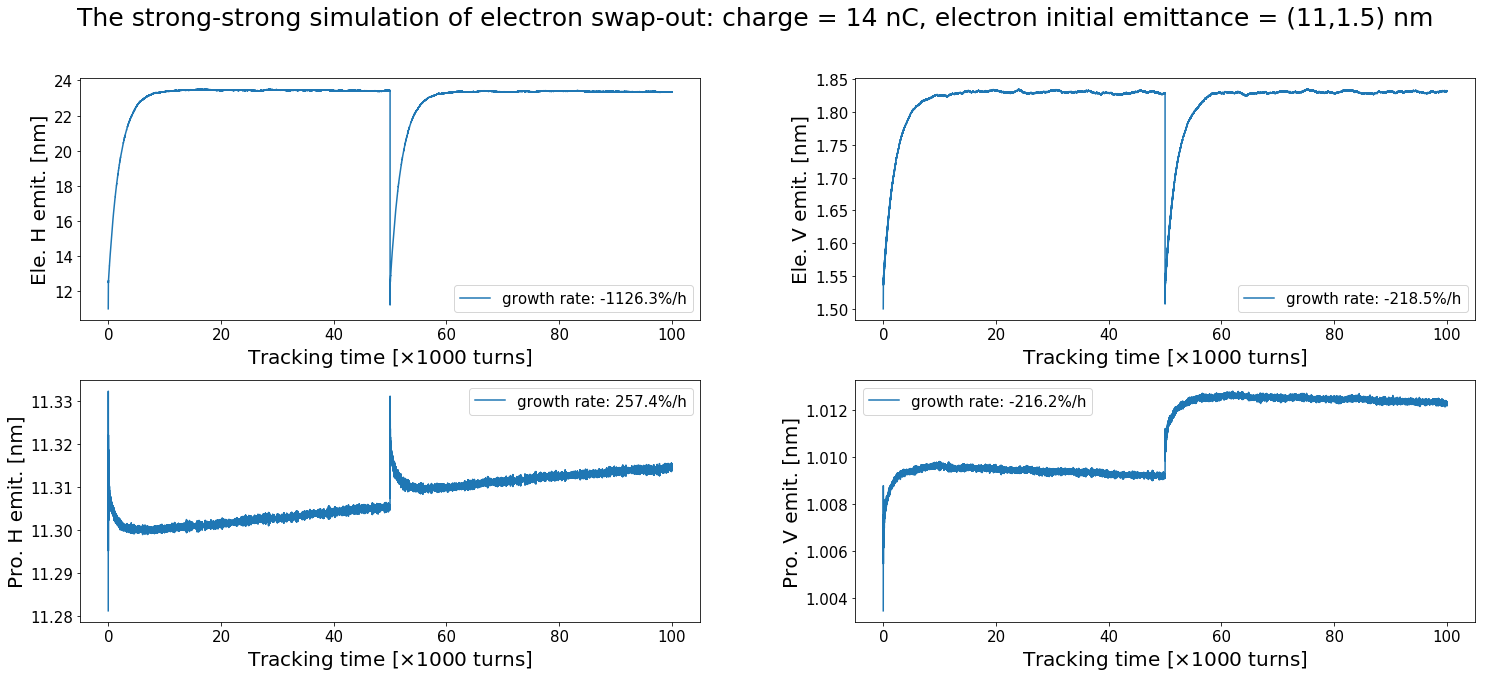 The strong-strong simulation of electron swap-out: charge = 14 nC, electron initial emittance = (11,1.5) nm
Ele. H emit. [nm]
24
22
20
18
16
14
12
growth rate: -1126.3%/h
0 20 40 60 80 100
Tracking time [×1000 turns]
Ele. V emit. [nm]
1.85
1.80
1.75
1.70
1.65
1.60
1.55
1.50
growth rate: -218.5%/h
0 20 40 60 80 100
Tracking time [×1000 turns]
Pro. H emit. [nm]
11.33
11.32
11.31
11.30
11.29
11.28
growth rate: 257.4%/h
0 20 40 60 80 100
Tracking time [×1000 turns]
Pro. V emit. [nm]
1.012
1.010
1.008
1.006
1.004
growth rate: -216.2%/h
0 20 40 60 80 100
Tracking time [×1000 turns]